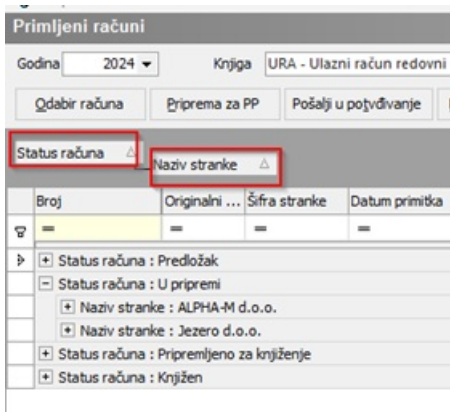 Primljeni računi
Godina 2024 Knjiga URA - Ulazni račun redovni
Odabir računa Priprema za PP Pošalji u potvđivanje
Status računa
Naziv stranke
Broj Originalni ... Šifra stranke Datum primitka
= = = =
Status računa : Predložak
Status računa : U pripremi
Naziv stranke : ALPHA-M d.o.o.
Naziv stranke : Jezero d.o.o.
Status računa : Pripremljeno za knjiženje
Status računa : Knjižen